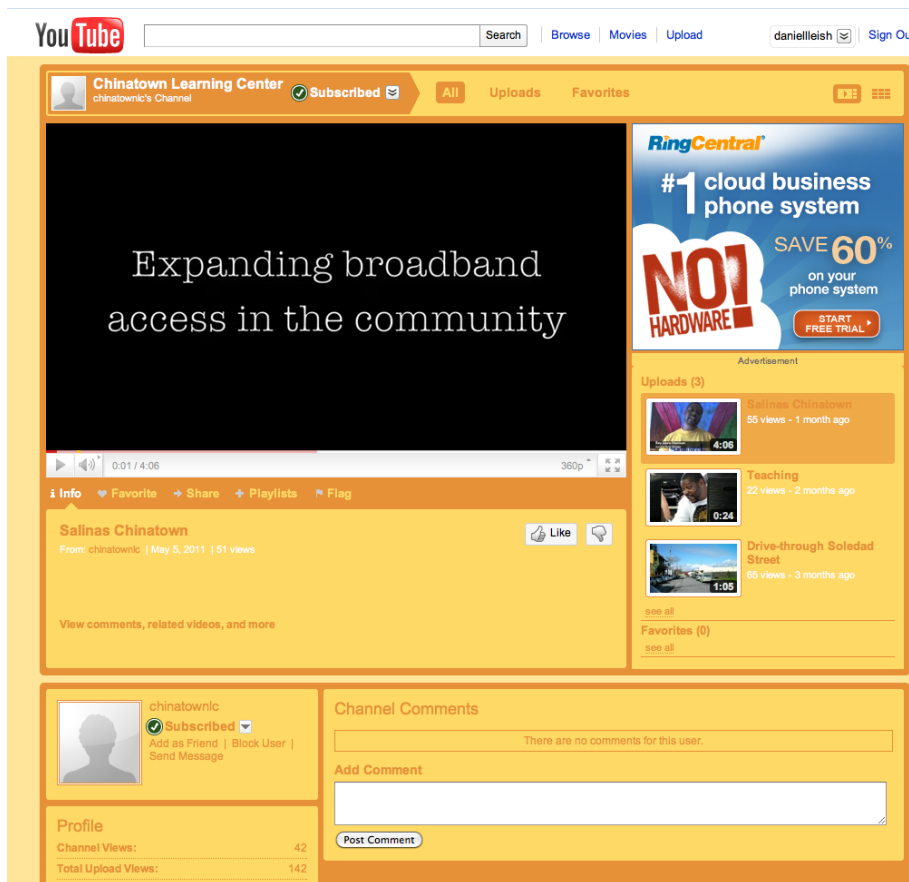 YouTube
Search
Browse
Movies
Upload
daniellleish
Sign Ou
Chinatown Learning Center
chinatownlc's Channel
Subscribed
All
Uploads
Favorites
Expanding broadband
access in the community
0:01 / 4:06
360p
RingCentral
#1 cloud business
phone system
SAVE 60%
on your
phone system
NO!
HARDWARE
START
FREE TRIAL
Advertisement
Uploads (3)
4:06
Salinas Chinatown
55 views - 1 month ago
0:24
Teaching
22 views - 2 months ago
1:05
Drive-through Soledad
Street
65 views - 3 months ago
see all
Favorites (0)
see all
Info
Favorite
Share
Playlists
Flag
Salinas Chinatown
From: chinatownlc | May 5, 2011 | 51 views
Like
View comments, related videos, and more
chinatownlc
Subscribed
Add as Friend | Block User |
Send Message
Profile
Channel Views: 42
Total Upload Views: 142
Channel Comments
There are no comments for this user.
Add Comment
Post Comment